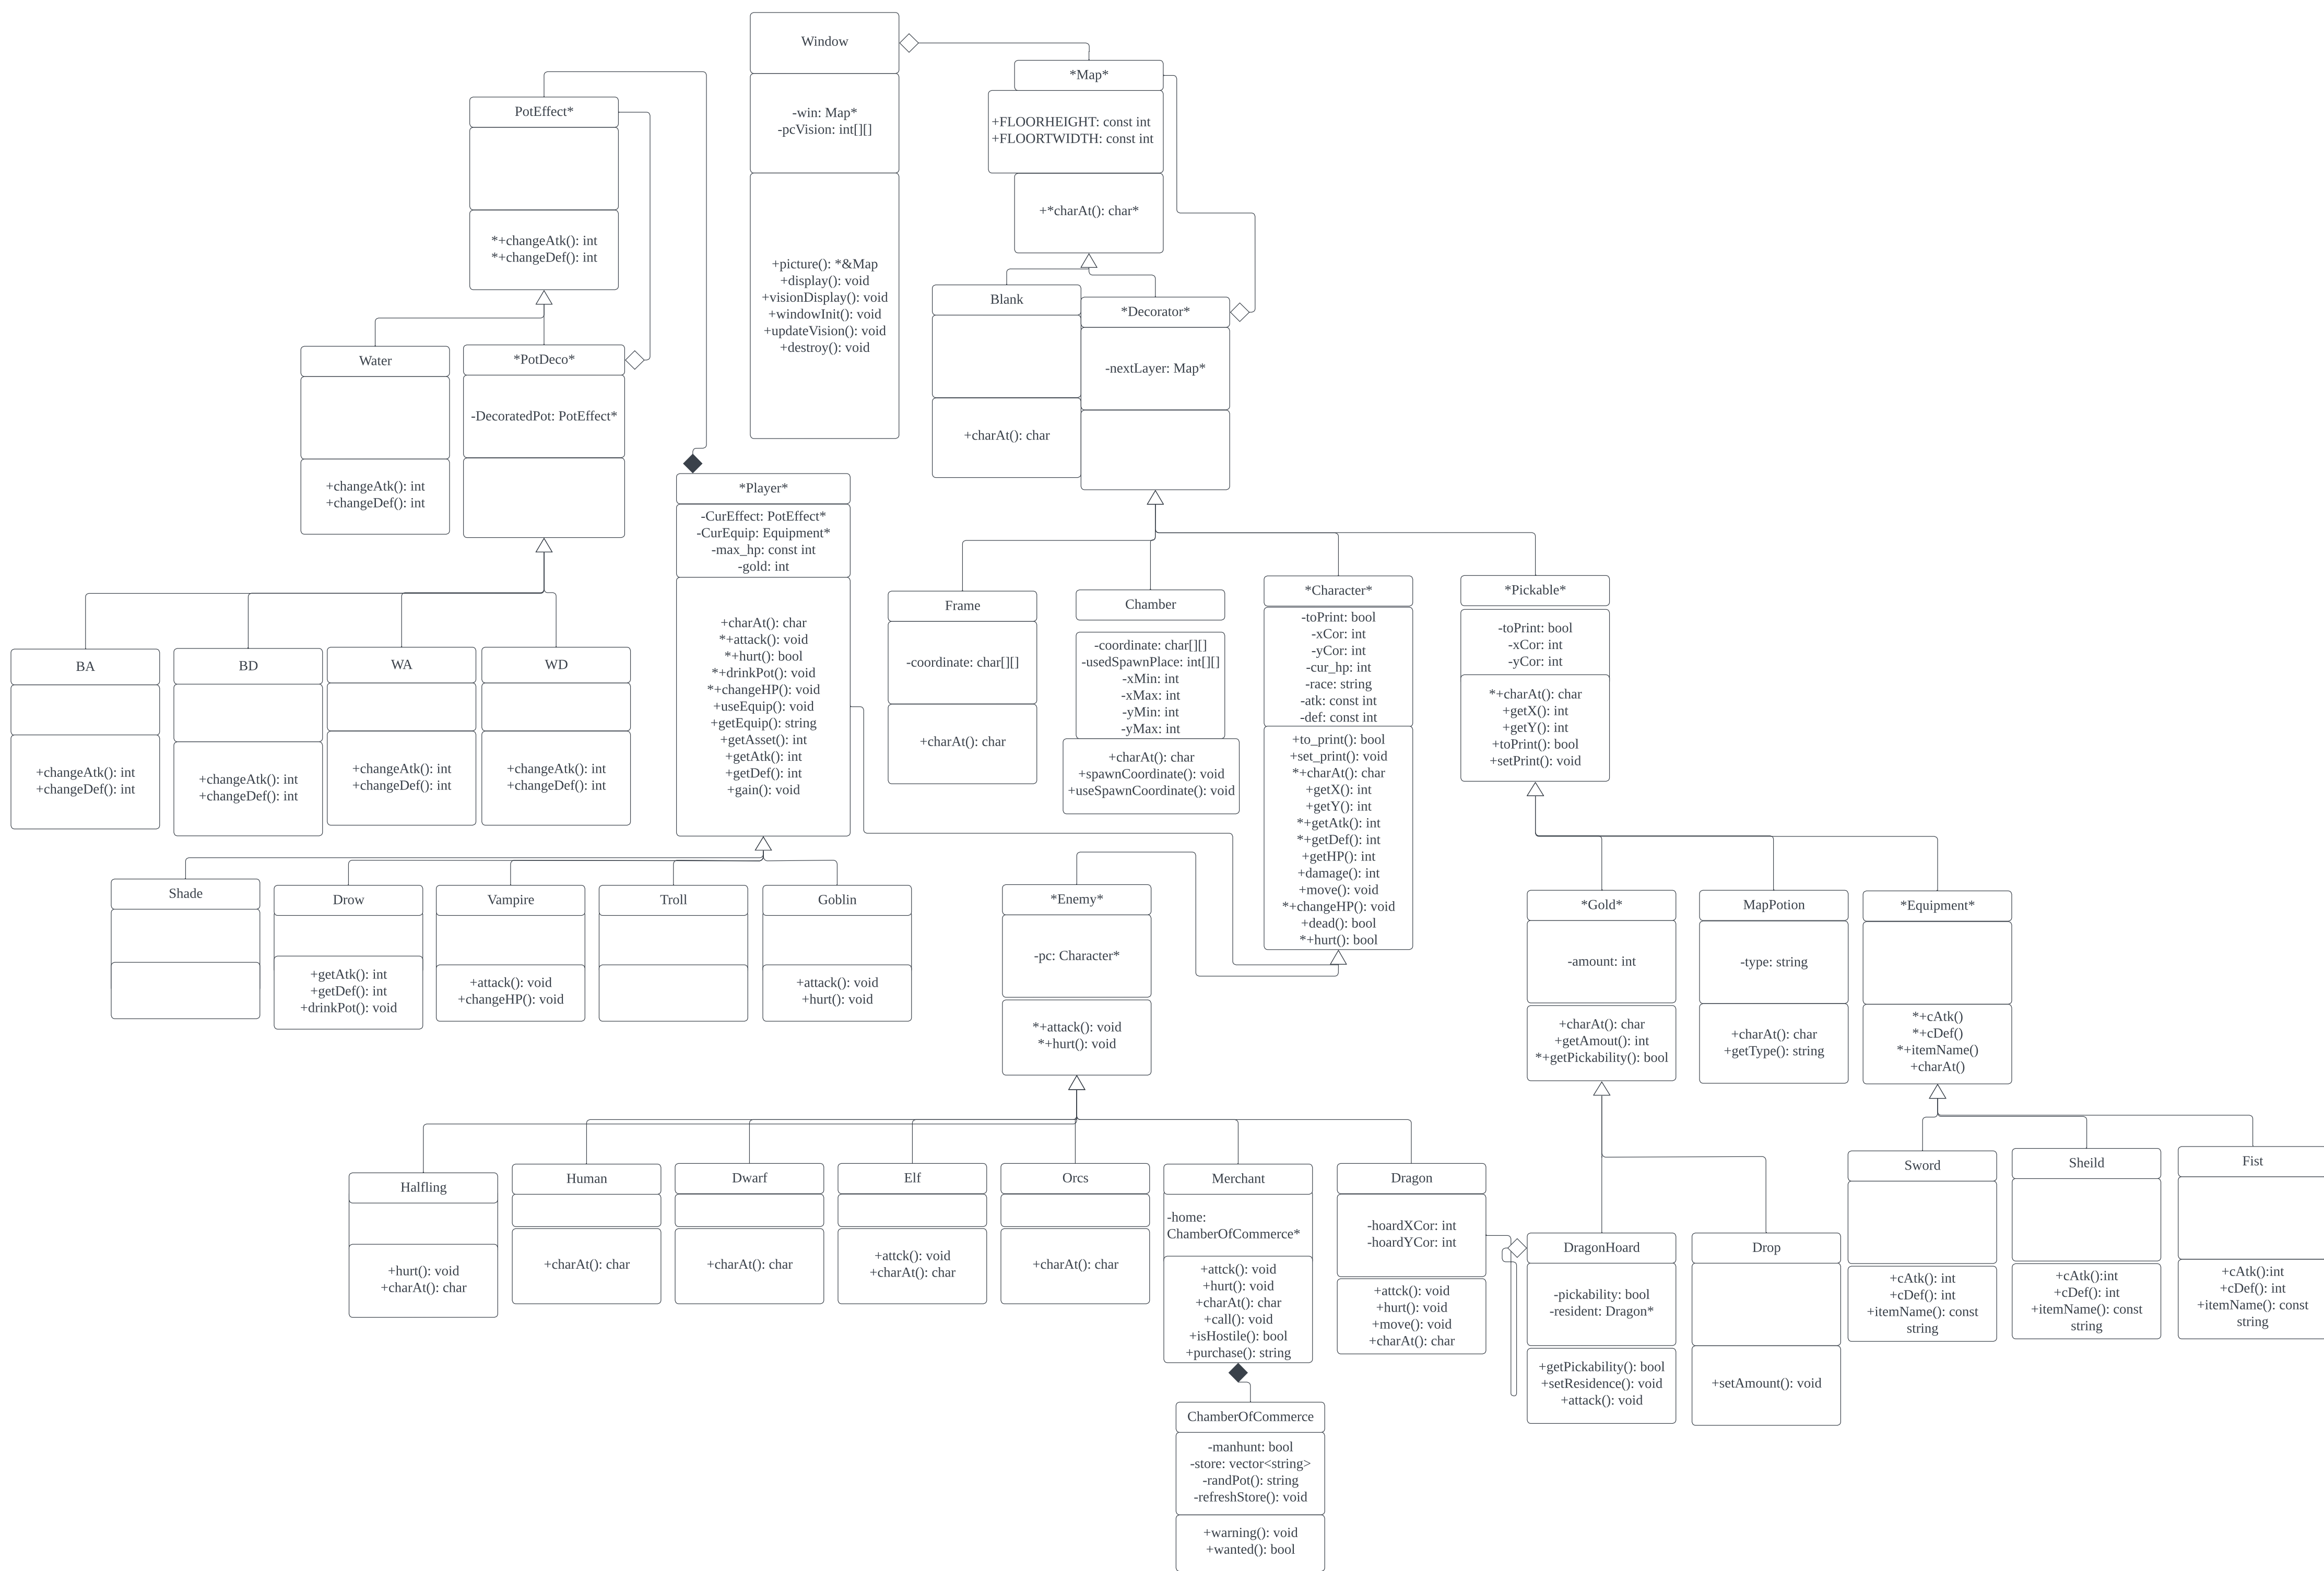 Window
-win: Map*
-pcVision: int[][]
+picture(): *&Map
+display(): void
+visionDisplay(): void
+windowInit(): void
+updateVision(): void
+destroy(): void
*Map*
+FLOORHEIGHT: const int
+FLOORTWIDTH: const int
+*charAt(): char*
PotEffect*
*+changeAtk(): int
*+changeDef(): int
Blank
+charAt(): char
*Decorator*
-nextLayer: Map*
Water
+changeAtk(): int
+changeDef(): int
*PotDeco*
-DecoratedPot: PotEffect*
*Player*
-CurEffect: PotEffect*
-CurEquip: Equipment*
-max_hp: const int
-gold: int
+charAt(): char
*+attack(): void
*+hurt(): bool
*+drinkPot(): void
*+changeHP(): void
+useEquip(): void
+getEquip(): string
+getAsset(): int
+getAtk(): int
+getDef(): int
+gain(): void
Frame
-coordinate: char[][]
+charAt(): char
Chamber
-coordinate: char[][]
-usedSpawnPlace: int[][]
-xMin: int
-xMax: int
-yMin: int
-yMax: int
+charAt(): char
+spawnCoordinate(): void
+useSpawnCoordinate(): void
*Character*
-toPrint: bool
-xCor: int
-yCor: int
-cur_hp: int
-race: string
-atk: const int
-def: const int
+to_print(): bool
+set_print(): void
*+charAt(): char
+getX(): int
+getY(): int
*+getAtk(): int
*+getDef(): int
+getHP(): int
+damage(): int
+move(): void
*+changeHP(): void
+dead(): bool
*+hurt(): bool
*Pickable*
-toPrint: bool
-xCor: int
-yCor: int
*+charAt(): char
+getX(): int
+getY(): int
+toPrint(): bool
+setPrint(): void
BA
+changeAtk(): int
+changeDef(): int
BD
+changeAtk(): int
+changeDef(): int
WA
+changeAtk(): int
+changeDef(): int
WD
+changeAtk(): int
+changeDef(): int
Shade
Drow
+getAtk(): int
+getDef(): int
+drinkPot(): void
Vampire
+attack(): void
+changeHP(): void
Troll
Goblin
+attack(): void
+hurt(): void
*Enemy*
-pc: Character*
*+attack(): void
*+hurt(): void
*Gold*
-amount: int
+charAt(): char
+getAmout(): int
*+getPickability(): bool
MapPotion
-type: string
+charAt(): char
+getType(): string
*Equipment*
*+cAtk()
*+cDef()
*+itemName()
+charAt()
Halfling
+hurt(): void
+charAt(): char
Human
+charAt(): char
Dwarf
+charAt(): char
Elf
+attck(): void
+charAt(): char
Orcs
+charAt(): char
Merchant
-home:
ChamberOfCommerce*
+attck(): void
+hurt(): void
+charAt(): char
+call(): void
+isHostile(): bool
+purchase(): string
Dragon
-hoardXCor: int
-hoardYCor: int
+attck(): void
+hurt(): void
+move(): void
+charAt(): char
DragonHoard
-pickability: bool
-resident: Dragon*
+getPickability(): bool
+setResidence(): void
+attack(): void
Drop
+setAmount(): void
Sword
+cAtk(): int
+cDef(): int
+itemName(): const
string
Sheild
+cAtk():int
+cDef(): int
+itemName(): const
string
Fist
+cAtk():int
+cDef(): int
+itemName(): const
string
ChamberOfCommerce
-manhunt: bool
-store: vector<string>
-randPot(): string
-refreshStore(): void
+warning(): void
+wanted(): bool